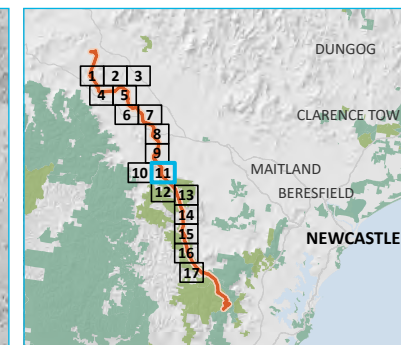 DUNGOG
1 2 3
4 5
6 7
CLARENCE TOW
8
9
10 11
MAITLAND
12 13
BERESFIELD
14
15
NEWCASTLE
16
17